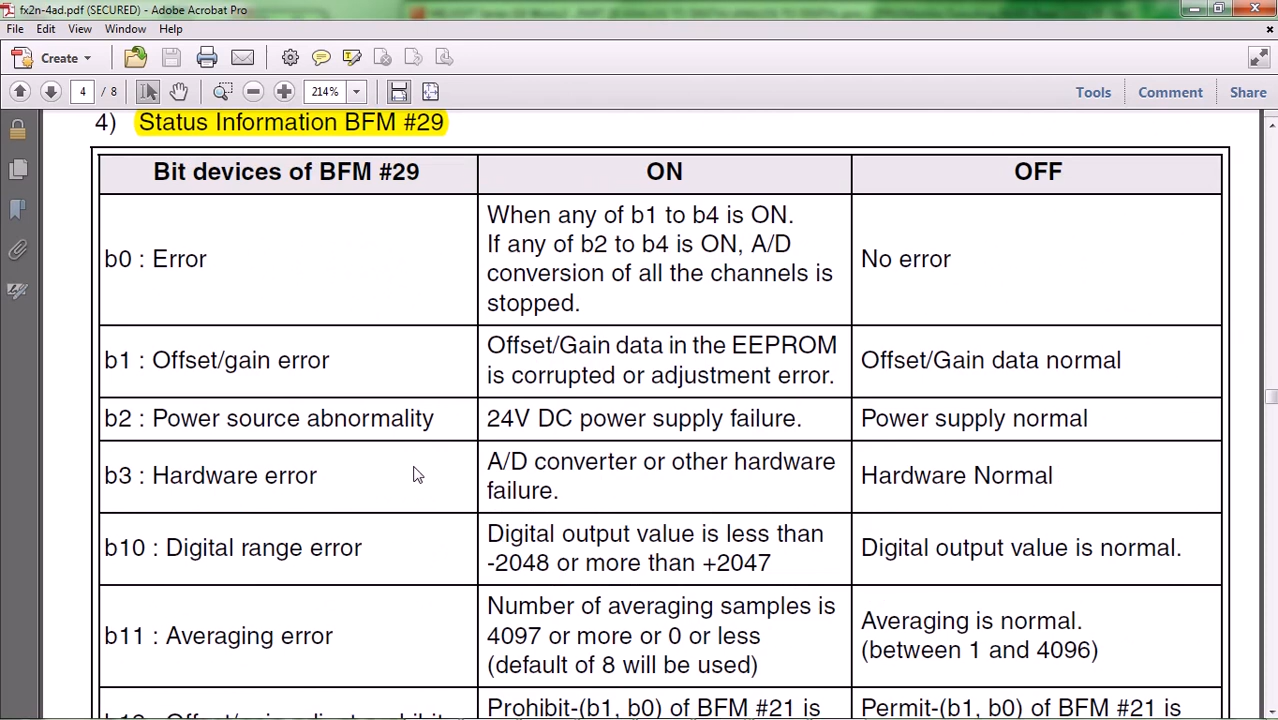 fx2n-4ad.pdf (SECURED) - Adobe Acrobat Pro
File Edit View Window Help
Create
4 / 8 214% Tools Comment Share
4) Status Information BFM #29
Bit devices of BFM #29 ON OFF
b0 : Error
When any of b1 to b4 is ON.
If any of b2 to b4 is ON, A/D
conversion of all the channels is
stopped.
No error
b1 : Offset/gain error
Offset/Gain data in the EEPROM
is corrupted or adjustment error.
Offset/Gain data normal
b2 : Power source abnormality
24V DC power supply failure.
Power supply normal
b3 : Hardware error
A/D converter or other hardware
failure.
Hardware Normal
b10 : Digital range error
Digital output value is less than
-2048 or more than +2047
Digital output value is normal.
b11 : Averaging error
Number of averaging samples is
4097 or more or 0 or less
(default of 8 will be used)
Averaging is normal.
(between 1 and 4096)
Prohibit-(b1, b0) of BFM #21 is
Permit-(b1, b0) of BFM #21 is